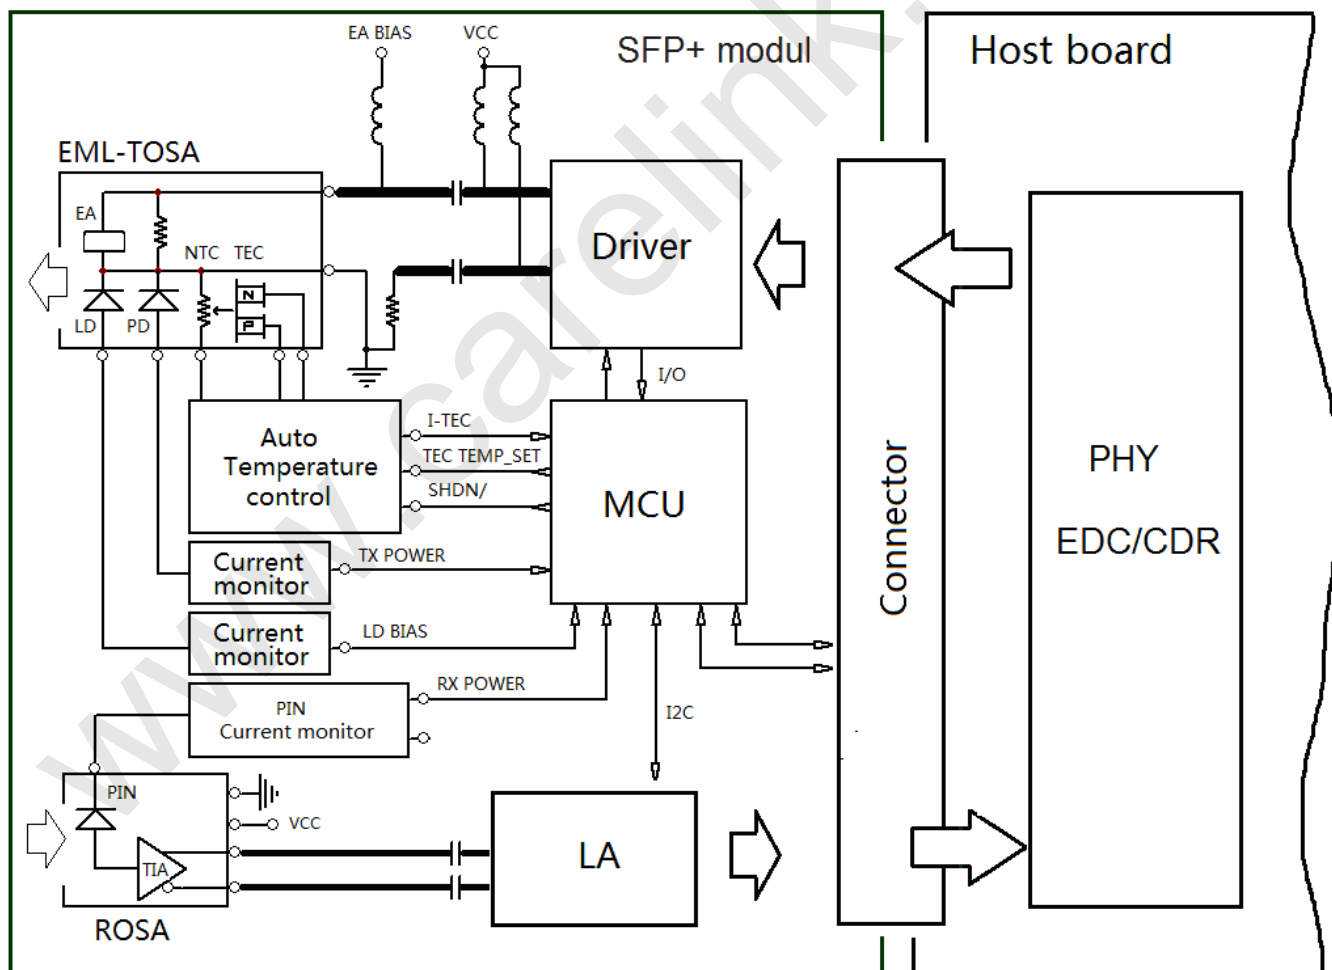 EA BIAS
VCC
SFP+ modul
Host board
EML-TOSA
EA
NTC
TEC
N
P
LD
PD
Driver
I/O
Auto
Temperature
control
I-TEC
TEC TEMP_SET
SHDN/
MCU
Connector
PHY
EDC/CDR
Current
monitor
TX POWER
Current
monitor
LD BIAS
PIN
Current monitor
RX POWER
I2C
PIN
VCC
TIA
LA
ROSA
www.carelink.